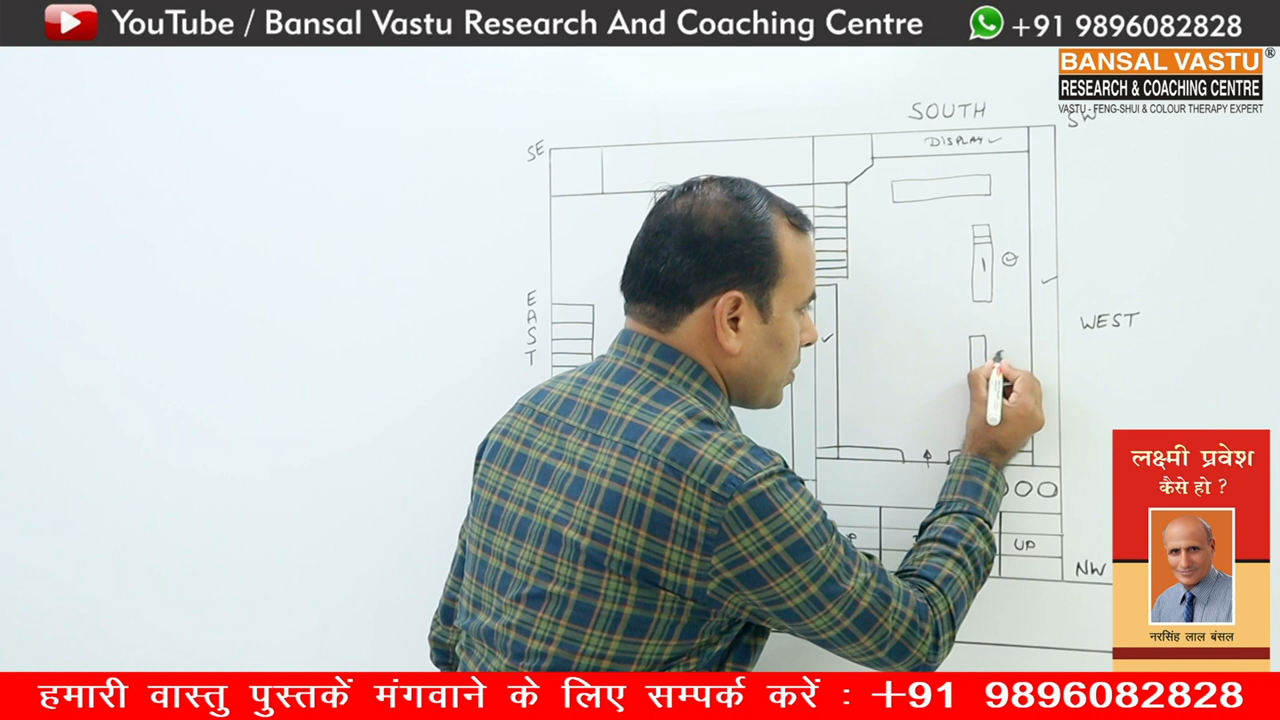 YouTube / Bansal Vastu Research And Coaching Centre
+91 9896082828
BANSAL VASTU®
RESEARCH & COACHING CENTRE
VASTU - FENG-SHUI & COLOUR THERAPY EXPERT
SOUTH
SW
SE
DISPLAY
EAST
WEST
UP
NW
लक्ष्मी प्रवेश
कैसे हो ?
नरसिंह लाल बंसल
हमारी वास्तु पुस्तकें मंगवाने के लिए सम्पर्क करें : +91 9896082828